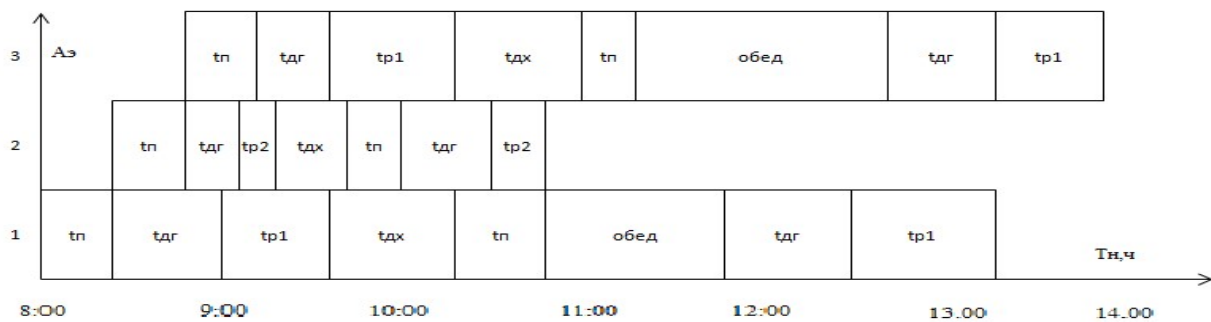 Аэ
3 tп tдг tр1 tдх tп обед tдг tр1
2 tп tдг tр2 tдх tп tдг tр2
1 tп tдг tр1 tдх tп обед tдг tр1
Тн,ч
8:00 9:00 10:00 11:00 12:00 13.00 14.00